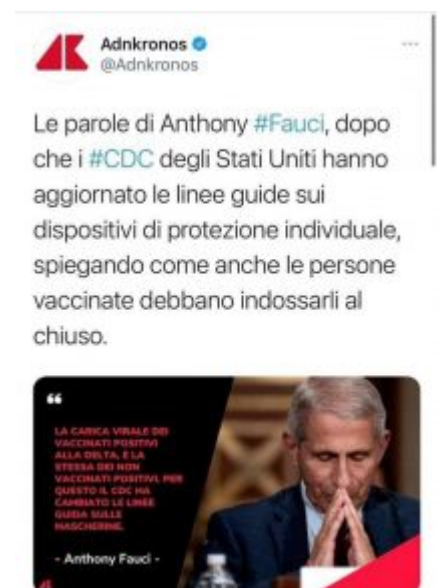 Adnkronos
@Adnkronos
Le parole di Anthony #Fauci, dopo
che i #CDC degli Stati Uniti hanno
aggiornato le linee guide sui
dispositivi di protezione individuale,
spiegando come anche le persone
vaccinate debbano indossarli al
chiuso.
“
LA CARICA VIRALE DEI
VACCINATI POSITIVI
ALLA DELTA, E LA
STESSA DEI NON
VACCINATI POSITIVI, PER
QUESTO IL CDC HA
CAMBIATO LE LINEE
GUIDA SULLE
MASCHERINE.
- Anthony Fauci -